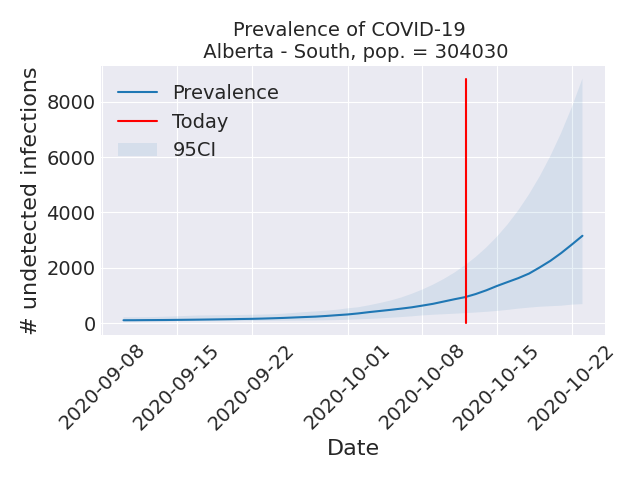 Prevalence of COVID-19
Alberta - South, pop. = 304030
# undetected infections
8000
6000
4000
2000
0
Prevalence
Today
95CI
2020-09-08
2020-09-15
2020-09-22
2020-10-01
2020-10-08
2020-10-15
2020-10-22
Date